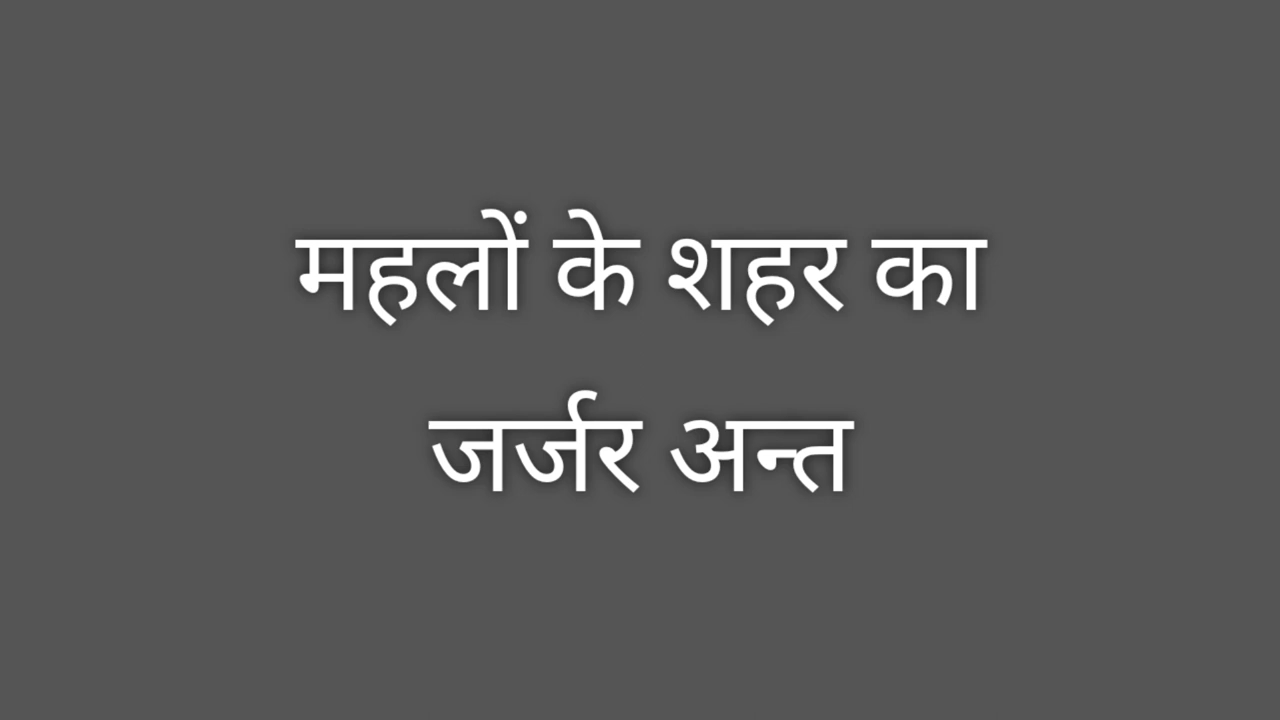 महलों के शहर का
जर्जर अन्त